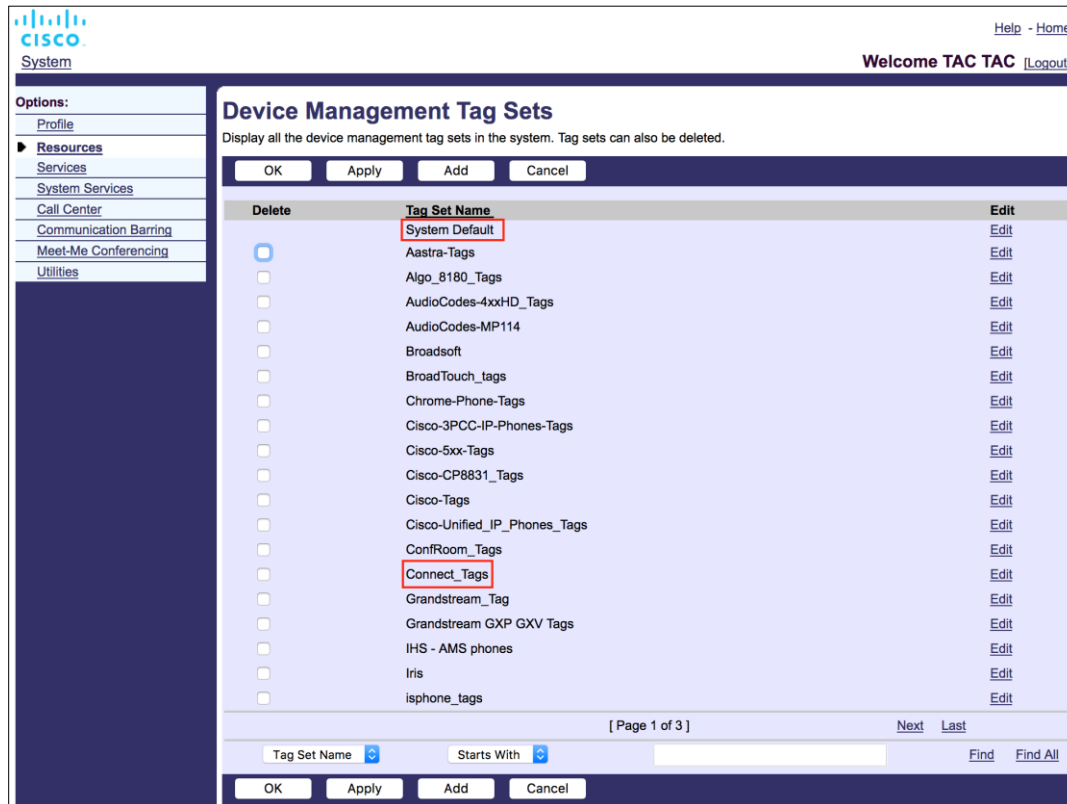 CISCO
Help - Home
System
Welcome TAC TAC [Logout
Options:
Profile
Resources
Services
System Services
Call Center
Communication Barring
Meet-Me Conferencing
Utilities
Device Management Tag Sets
Display all the device management tag sets in the system. Tag sets can also be deleted.
OK Apply Add Cancel
Delete Tag Set Name Edit
System Default Edit
Aastra-Tags Edit
Algo_8180_Tags Edit
AudioCodes-4xxHD_Tags Edit
AudioCodes-MP114 Edit
Broadsoft Edit
BroadTouch_tags Edit
Chrome-Phone-Tags Edit
Cisco-3PCC-IP-Phones-Tags Edit
Cisco-5xx-Tags Edit
Cisco-CP8831_Tags Edit
Cisco-Tags Edit
Cisco-Unified_IP_Phones_Tags Edit
ConfRoom_Tags Edit
Connect_Tags Edit
Grandstream_Tag Edit
Grandstream GXP GXV Tags Edit
IHS - AMS phones Edit
Iris Edit
isphone_tags Edit
[ Page 1 of 3 ] Next Last
Tag Set Name Starts With Find Find All
OK Apply Add Cancel